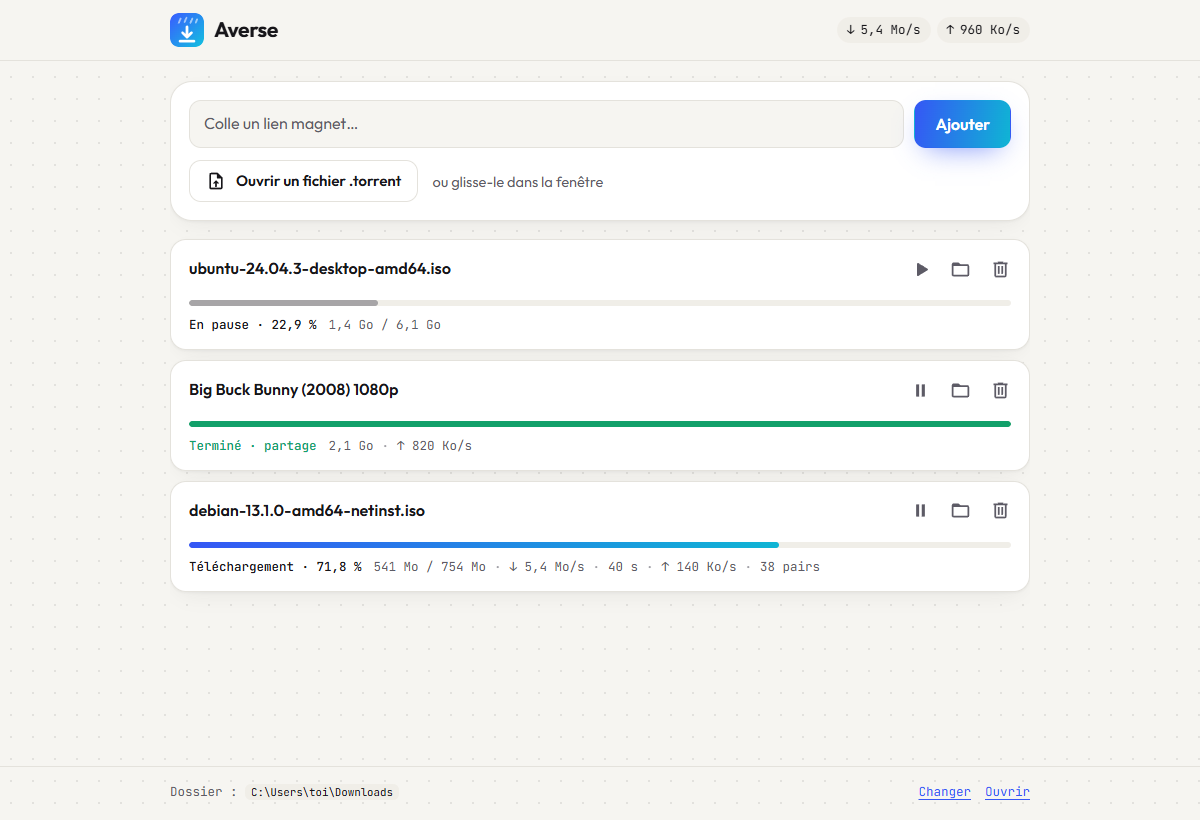 Averse
↓ 5,4 Mo/s ↑ 960 Ko/s
Colle un lien magnet…
Ajouter
Ouvrir un fichier .torrent
ou glisse-le dans la fenêtre
ubuntu-24.04.3-desktop-amd64.iso
En pause · 22,9 % 1,4 Go / 6,1 Go
Big Buck Bunny (2008) 1080p
Terminé · partage 2,1 Go · ↑ 820 Ko/s
debian-13.1.0-amd64-netinst.iso
Téléchargement · 71,8 % 541 Mo / 754 Mo · ↓ 5,4 Mo/s · 40 s · ↑ 140 Ko/s · 38 pairs
Dossier : C:\Users\toi\Downloads
Changer Ouvrir